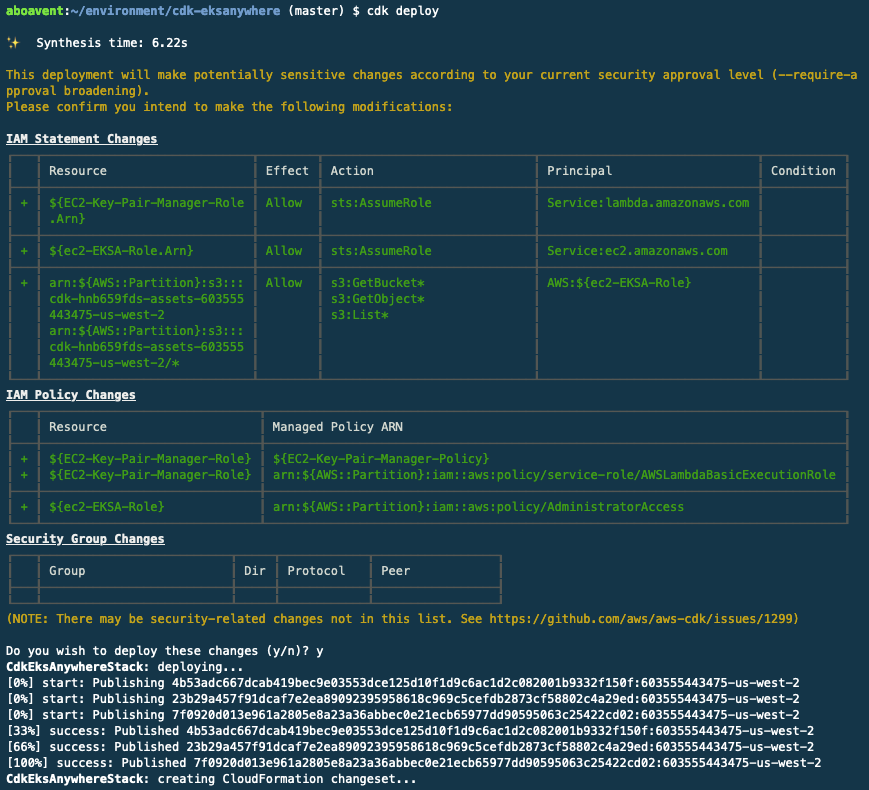 aboavent:~/environment/cdk-eksanywhere (master) $ cdk deploy
✨  Synthesis time: 6.22s
This deployment will make potentially sensitive changes according to your current security approval level (--require-a
pproval broadening).
Please confirm you intend to make the following modifications:
IAM Statement Changes
Resource Effect Action Principal Condition
+ ${EC2-Key-Pair-Manager-Role Allow sts:AssumeRole Service:lambda.amazonaws.com
.Arn}
+ ${ec2-EKSA-Role.Arn} Allow sts:AssumeRole Service:ec2.amazonaws.com
+ arn:${AWS::Partition}:s3::: Allow s3:GetBucket* AWS:${ec2-EKSA-Role}
cdk-hnb659fds-assets-603555 s3:GetObject*
443475-us-west-2 s3:List*
arn:${AWS::Partition}:s3:::
cdk-hnb659fds-assets-603555
443475-us-west-2/*
IAM Policy Changes
Resource Managed Policy ARN
+ ${EC2-Key-Pair-Manager-Role} ${EC2-Key-Pair-Manager-Policy}
+ ${EC2-Key-Pair-Manager-Role} arn:${AWS::Partition}:iam::aws:policy/service-role/AWSLambdaBasicExecutionRole
+ ${ec2-EKSA-Role} arn:${AWS::Partition}:iam::aws:policy/AdministratorAccess
Security Group Changes
Group Dir Protocol Peer
(NOTE: There may be security-related changes not in this list. See https://github.com/aws/aws-cdk/issues/1299)
Do you wish to deploy these changes (y/n)? y
CdkEksAnywhereStack: deploying...
[0%] start: Publishing 4b53adc667dcab419bec9e03553dce125d10f1d9c6ac1d2c082001b9332f150f:603555443475-us-west-2
[0%] start: Publishing 23b29a457f91dcaf7e2ea89092395958618c969c5cefdb2873cf58802c4a29ed:603555443475-us-west-2
[0%] start: Publishing 7f0920d013e961a2805e8a23a36abbec0e21ecb65977dd90595063c25422cd02:603555443475-us-west-2
[33%] success: Published 4b53adc667dcab419bec9e03553dce125d10f1d9c6ac1d2c082001b9332f150f:603555443475-us-west-2
[66%] success: Published 23b29a457f91dcaf7e2ea89092395958618c969c5cefdb2873cf58802c4a29ed:603555443475-us-west-2
[100%] success: Published 7f0920d013e961a2805e8a23a36abbec0e21ecb65977dd90595063c25422cd02:603555443475-us-west-2
CdkEksAnywhereStack: creating CloudFormation changeset...